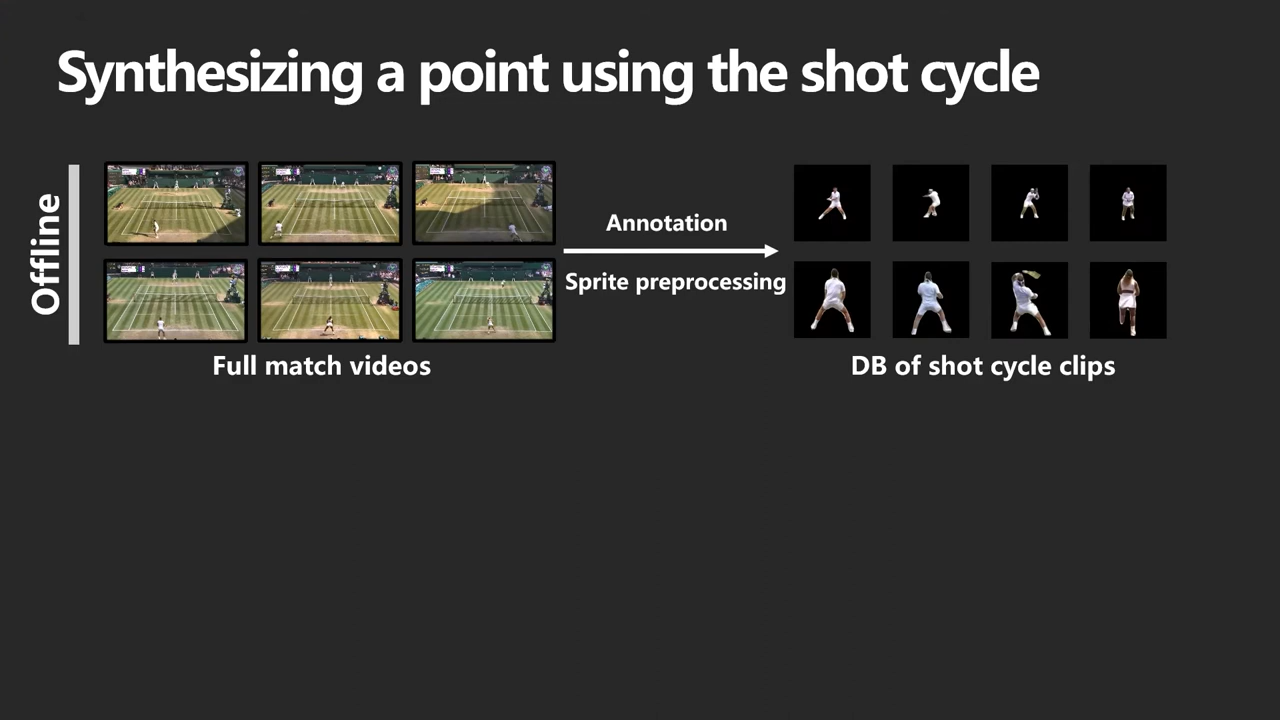 Synthesizing a point using the shot cycle
Offline
Annotation
Sprite preprocessing
Full match videos
DB of shot cycle clips